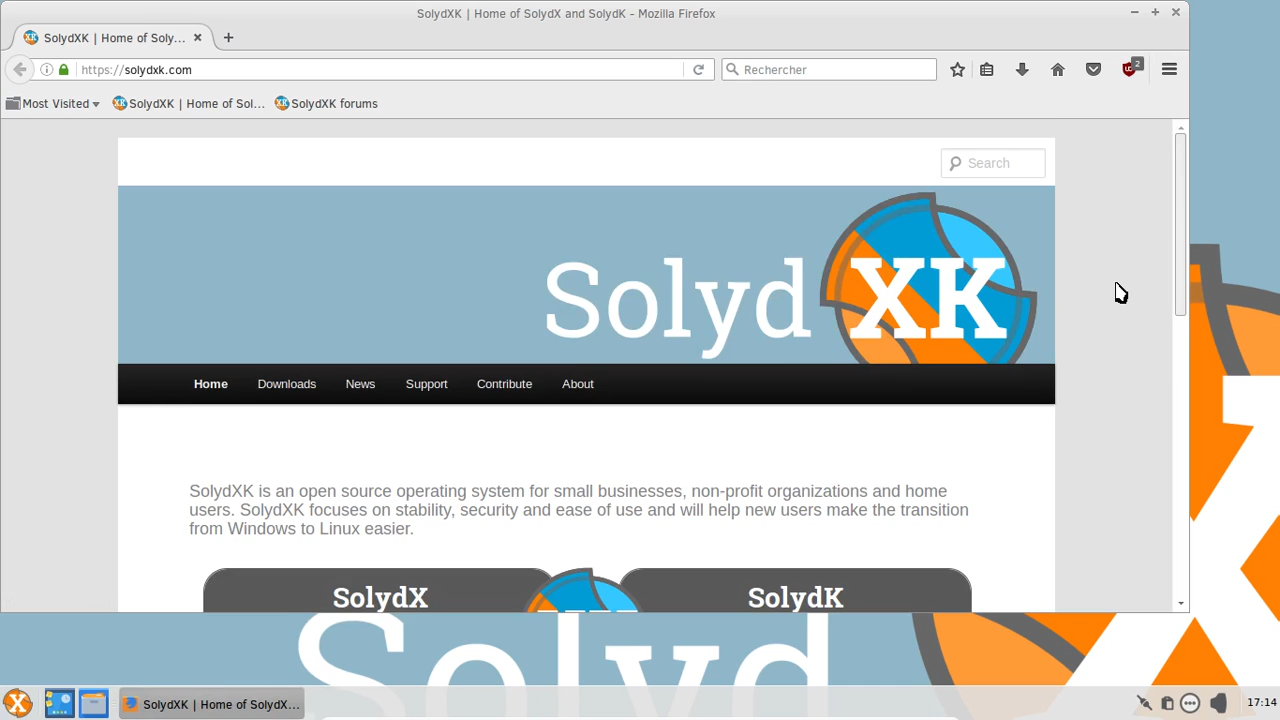 SolydXK | Home of SolydX and SolydK - Mozilla Firefox
SolydXK | Home of Soly...
https://solydxk.com
Rechercher
2
Most Visited
SolydXK | Home of Sol...
SolydXK forums
Search
Solyd XK
Home Downloads News Support Contribute About
SolydXK is an open source operating system for small businesses, non-profit organizations and home
users. SolydXK focuses on stability, security and ease of use and will help new users make the transition
from Windows to Linux easier.
SolydX
SolydK
Solyd
SolydXK | Home of SolydX...
17:14